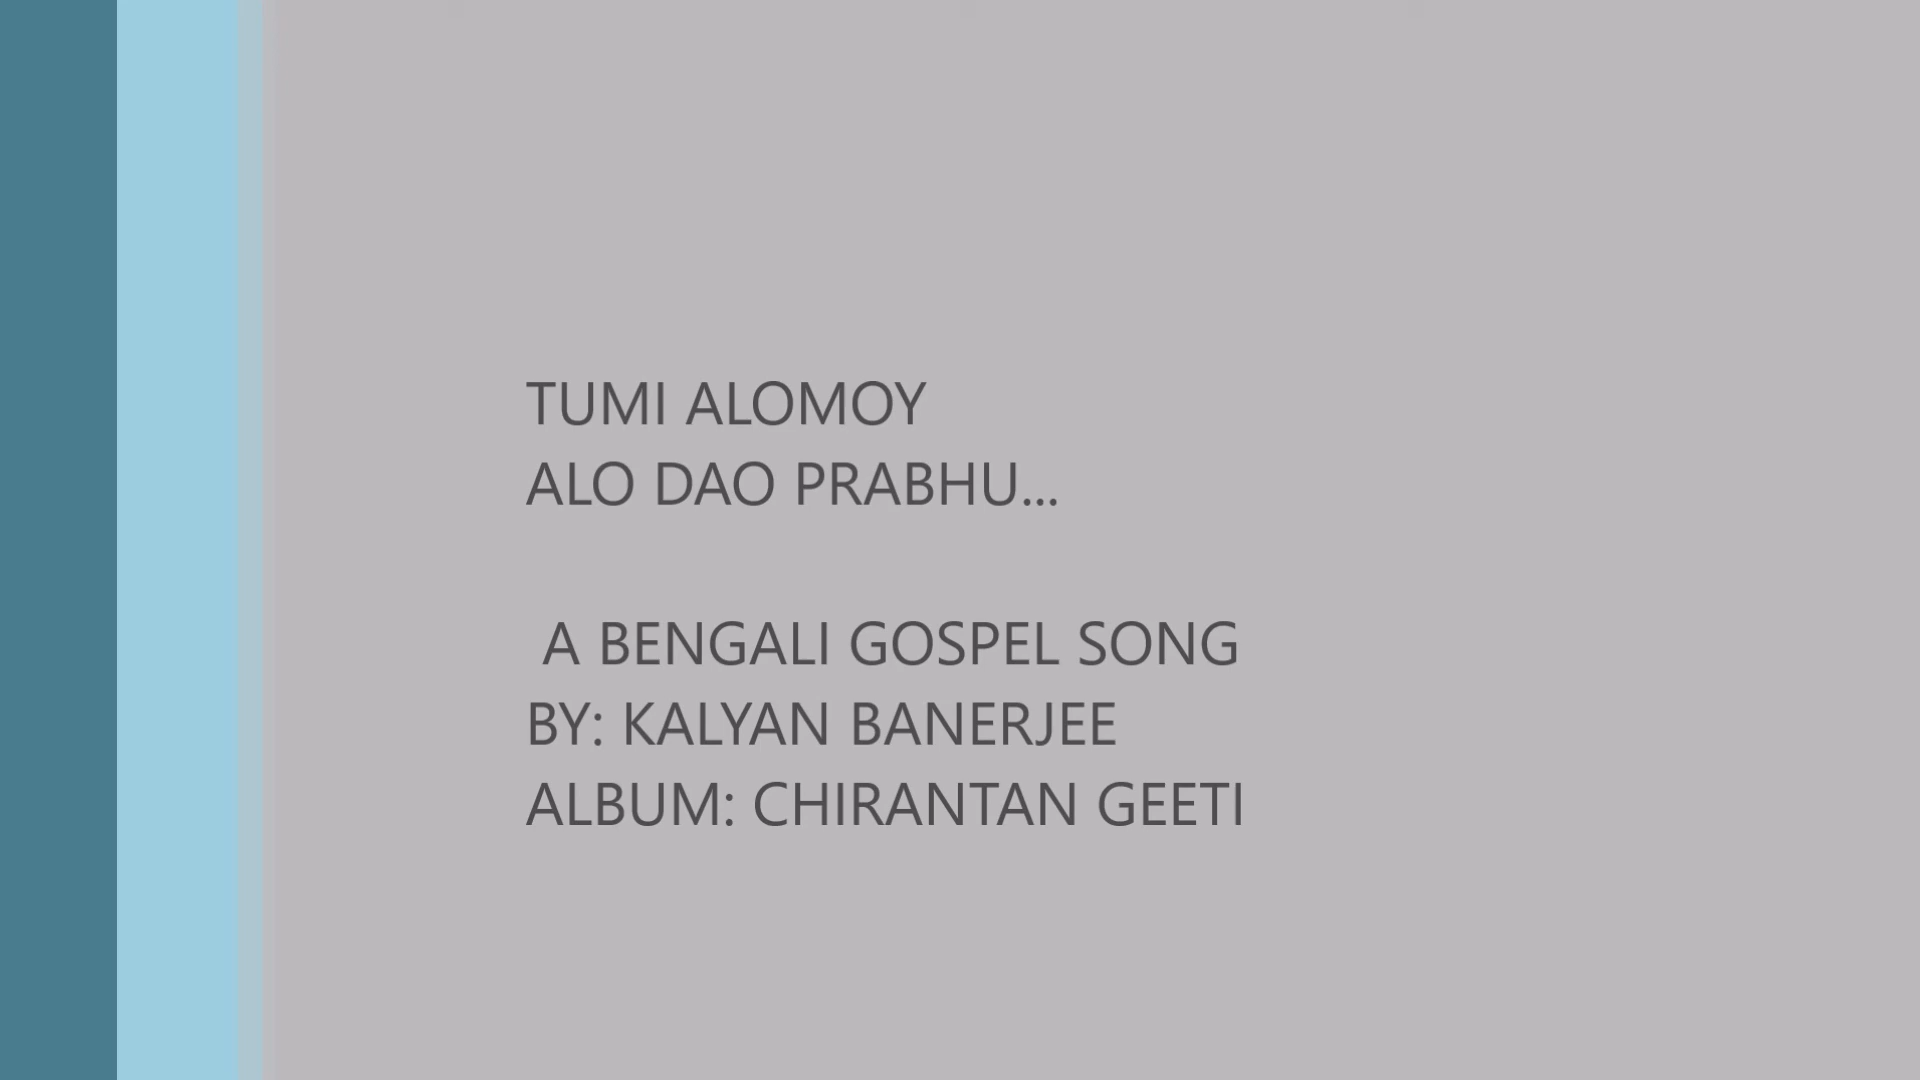 TUMI ALOMOY
ALO DAO PRABHU...
A BENGALI GOSPEL SONG
BY: KALYAN BANERJEE
ALBUM: CHIRANTAN GEETI